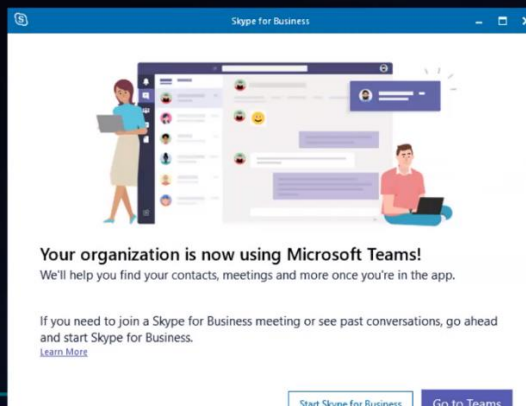 Skype for Business
Your organization is now using Microsoft Teams!
We'll help you find your contacts, meetings and more once you're in the app.
If you need to join a Skype for Business meeting or see past conversations, go ahead
and start Skype for Business.
Learn More
Start Skype for Business
Go to Teams